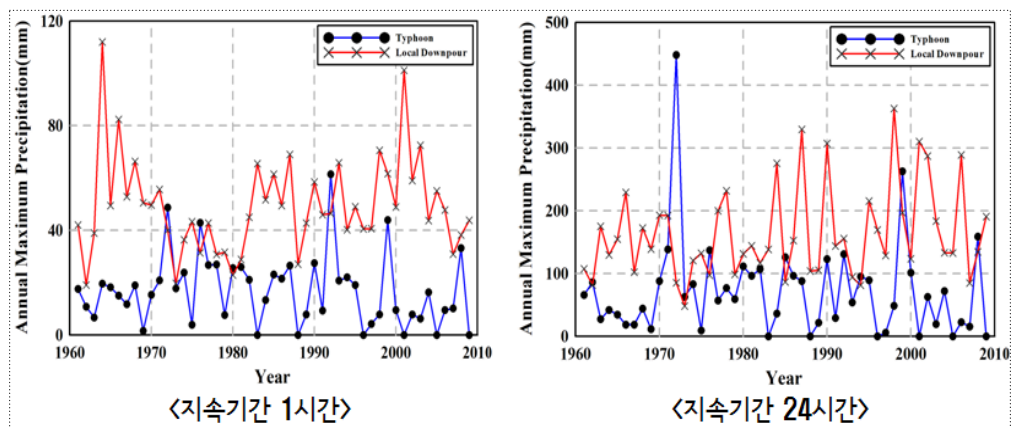 120
80
40
0
Annual Maximum Precipitation(mm)
Typhoon
Local Downpour
1960 1970 1980 1990 2000 2010
Year
<지속기간 1시간>
500
400
300
200
100
0
Annual Maximum Precipitation(mm)
Typhoon
Local Downpour
1960 1970 1980 1990 2000 2010
Year
<지속기간 24시간>